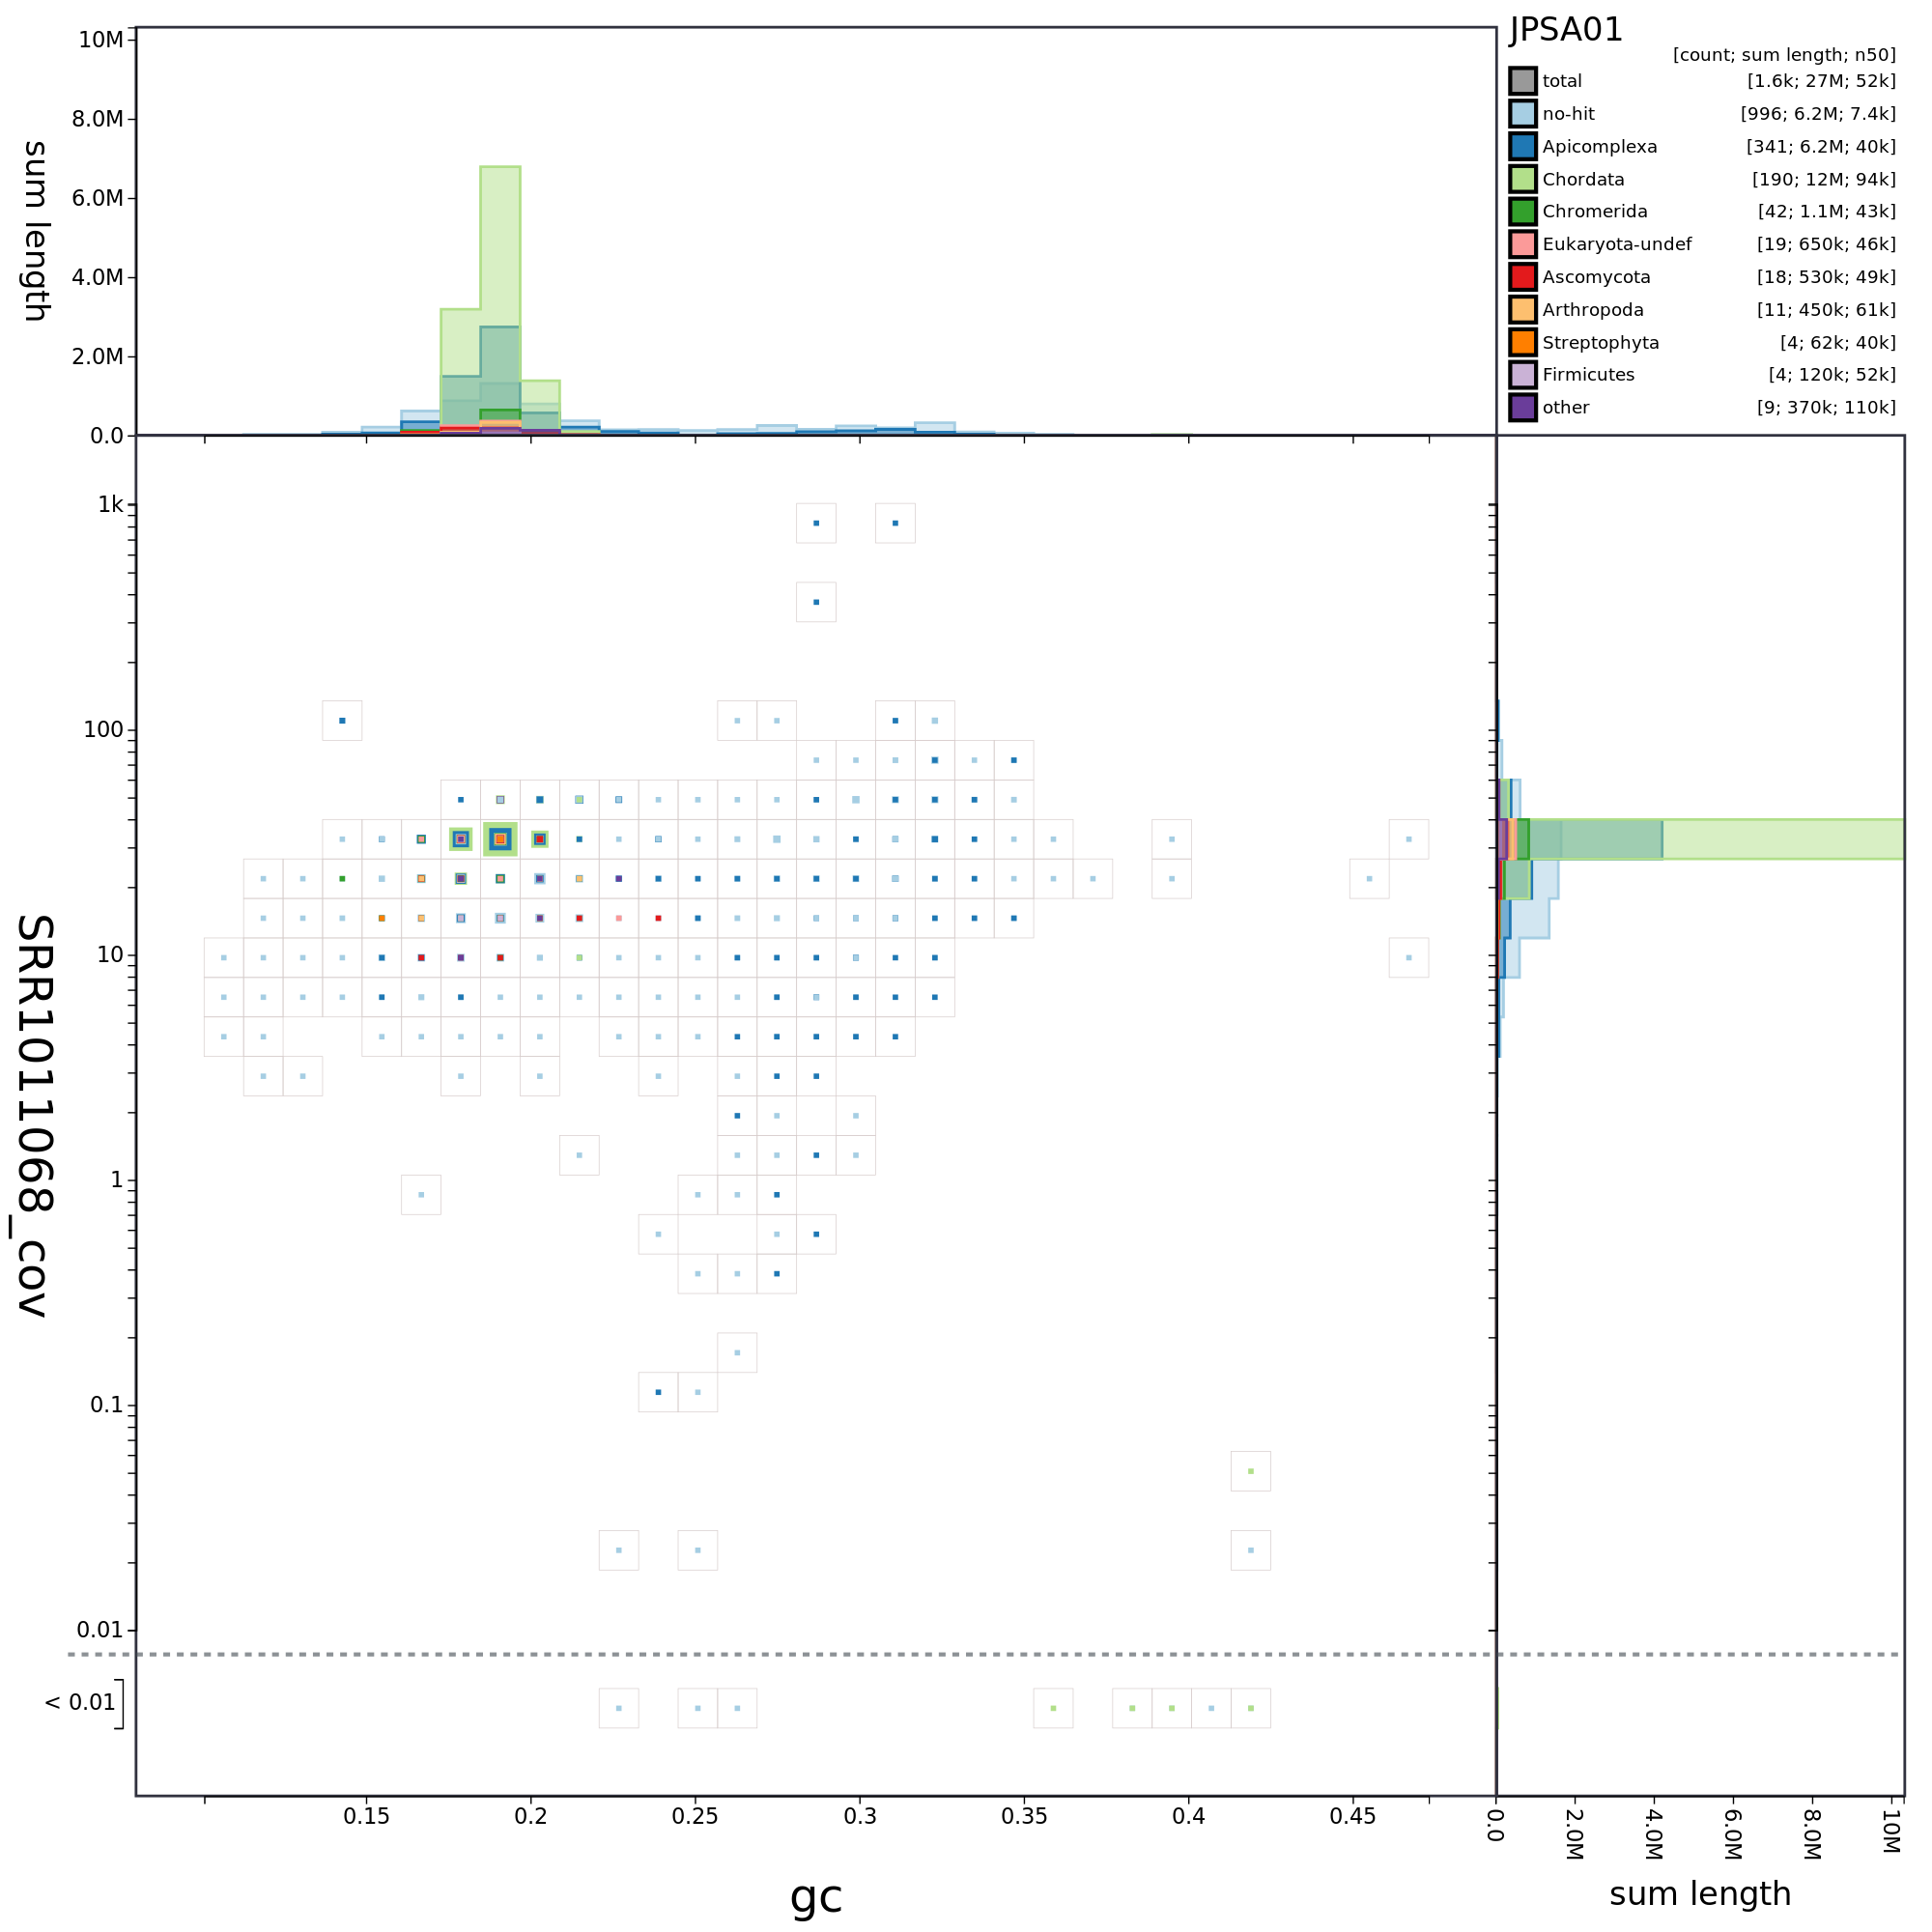 JPSA01
[count; sum length; n50]
total [1.6k; 27M; 52k]
no-hit [996; 6.2M; 7.4k]
Apicomplexa [341; 6.2M; 40k]
Chordata [190; 12M; 94k]
Chromerida [42; 1.1M; 43k]
Eukaryota-undef [19; 650k; 46k]
Ascomycota [18; 530k; 49k]
Arthropoda [11; 450k; 61k]
Streptophyta [4; 62k; 40k]
Firmicutes [4; 120k; 52k]
other [9; 370k; 110k]
sum length
10M
8.0M
6.0M
4.0M
2.0M
0.0
SRR1011068_cov
1k
100
10
1
0.1
0.01
< 0.01
0.15 0.2 0.25 0.3 0.35 0.4 0.45
gc
0.0 2.0M 4.0M 6.0M 8.0M 10M
sum length